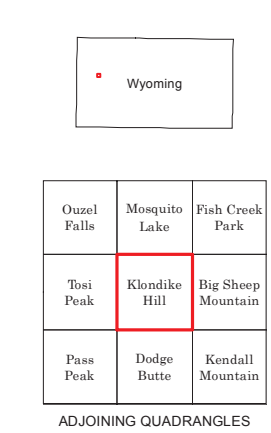 Wyoming
Ouzel
Falls
Mosquito
Lake
Fish Creek
Park
Tosi
Peak
Klondike
Hill
Big Sheep
Mountain
Pass
Peak
Dodge
Butte
Kendall
Mountain
ADJOINING QUADRANGLES